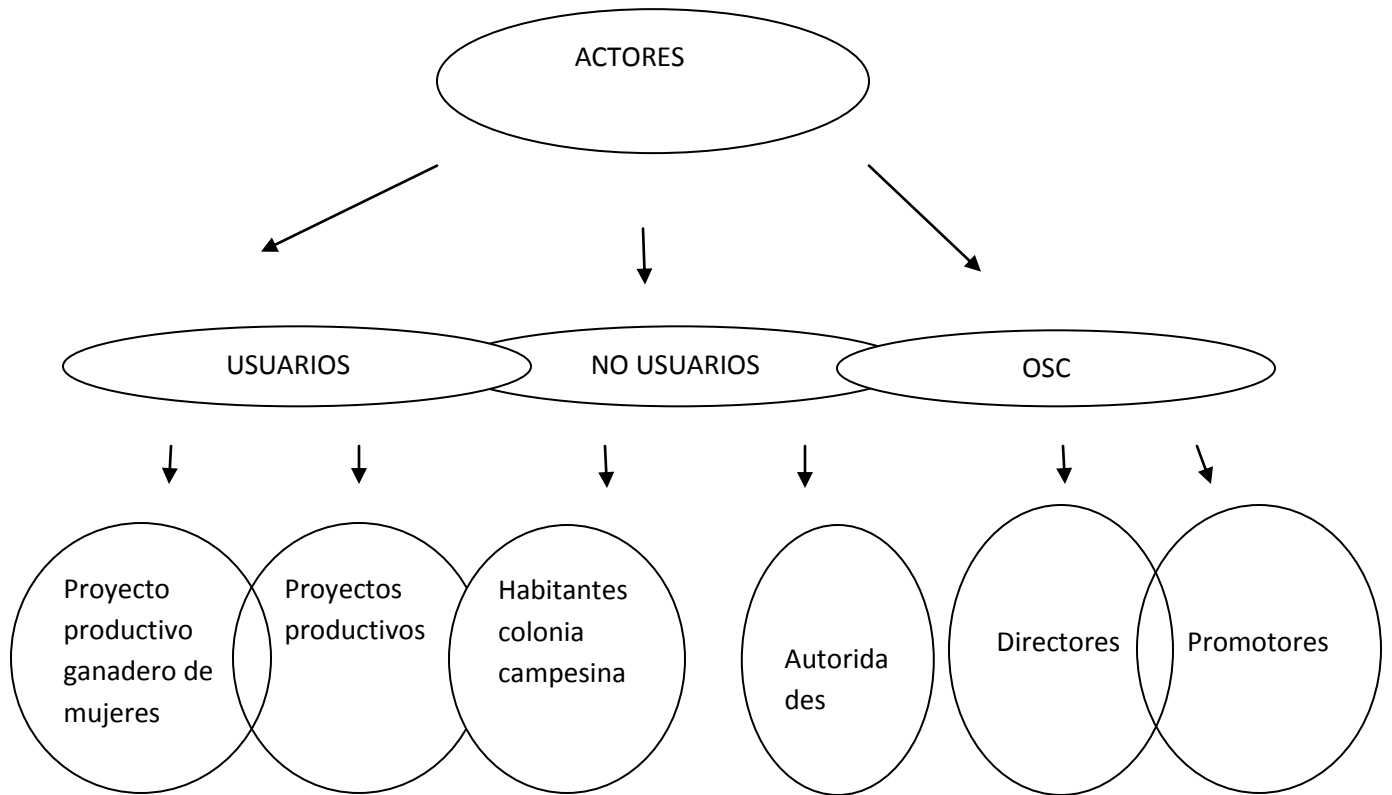 ACTORES
USUARIOS
NO USUARIOS
OSC
Proyecto
productivo
ganadero de
mujeres
Proyectos
productivos
Habitantes
colonia
campesina
Autorida
des
Directores
Promotores